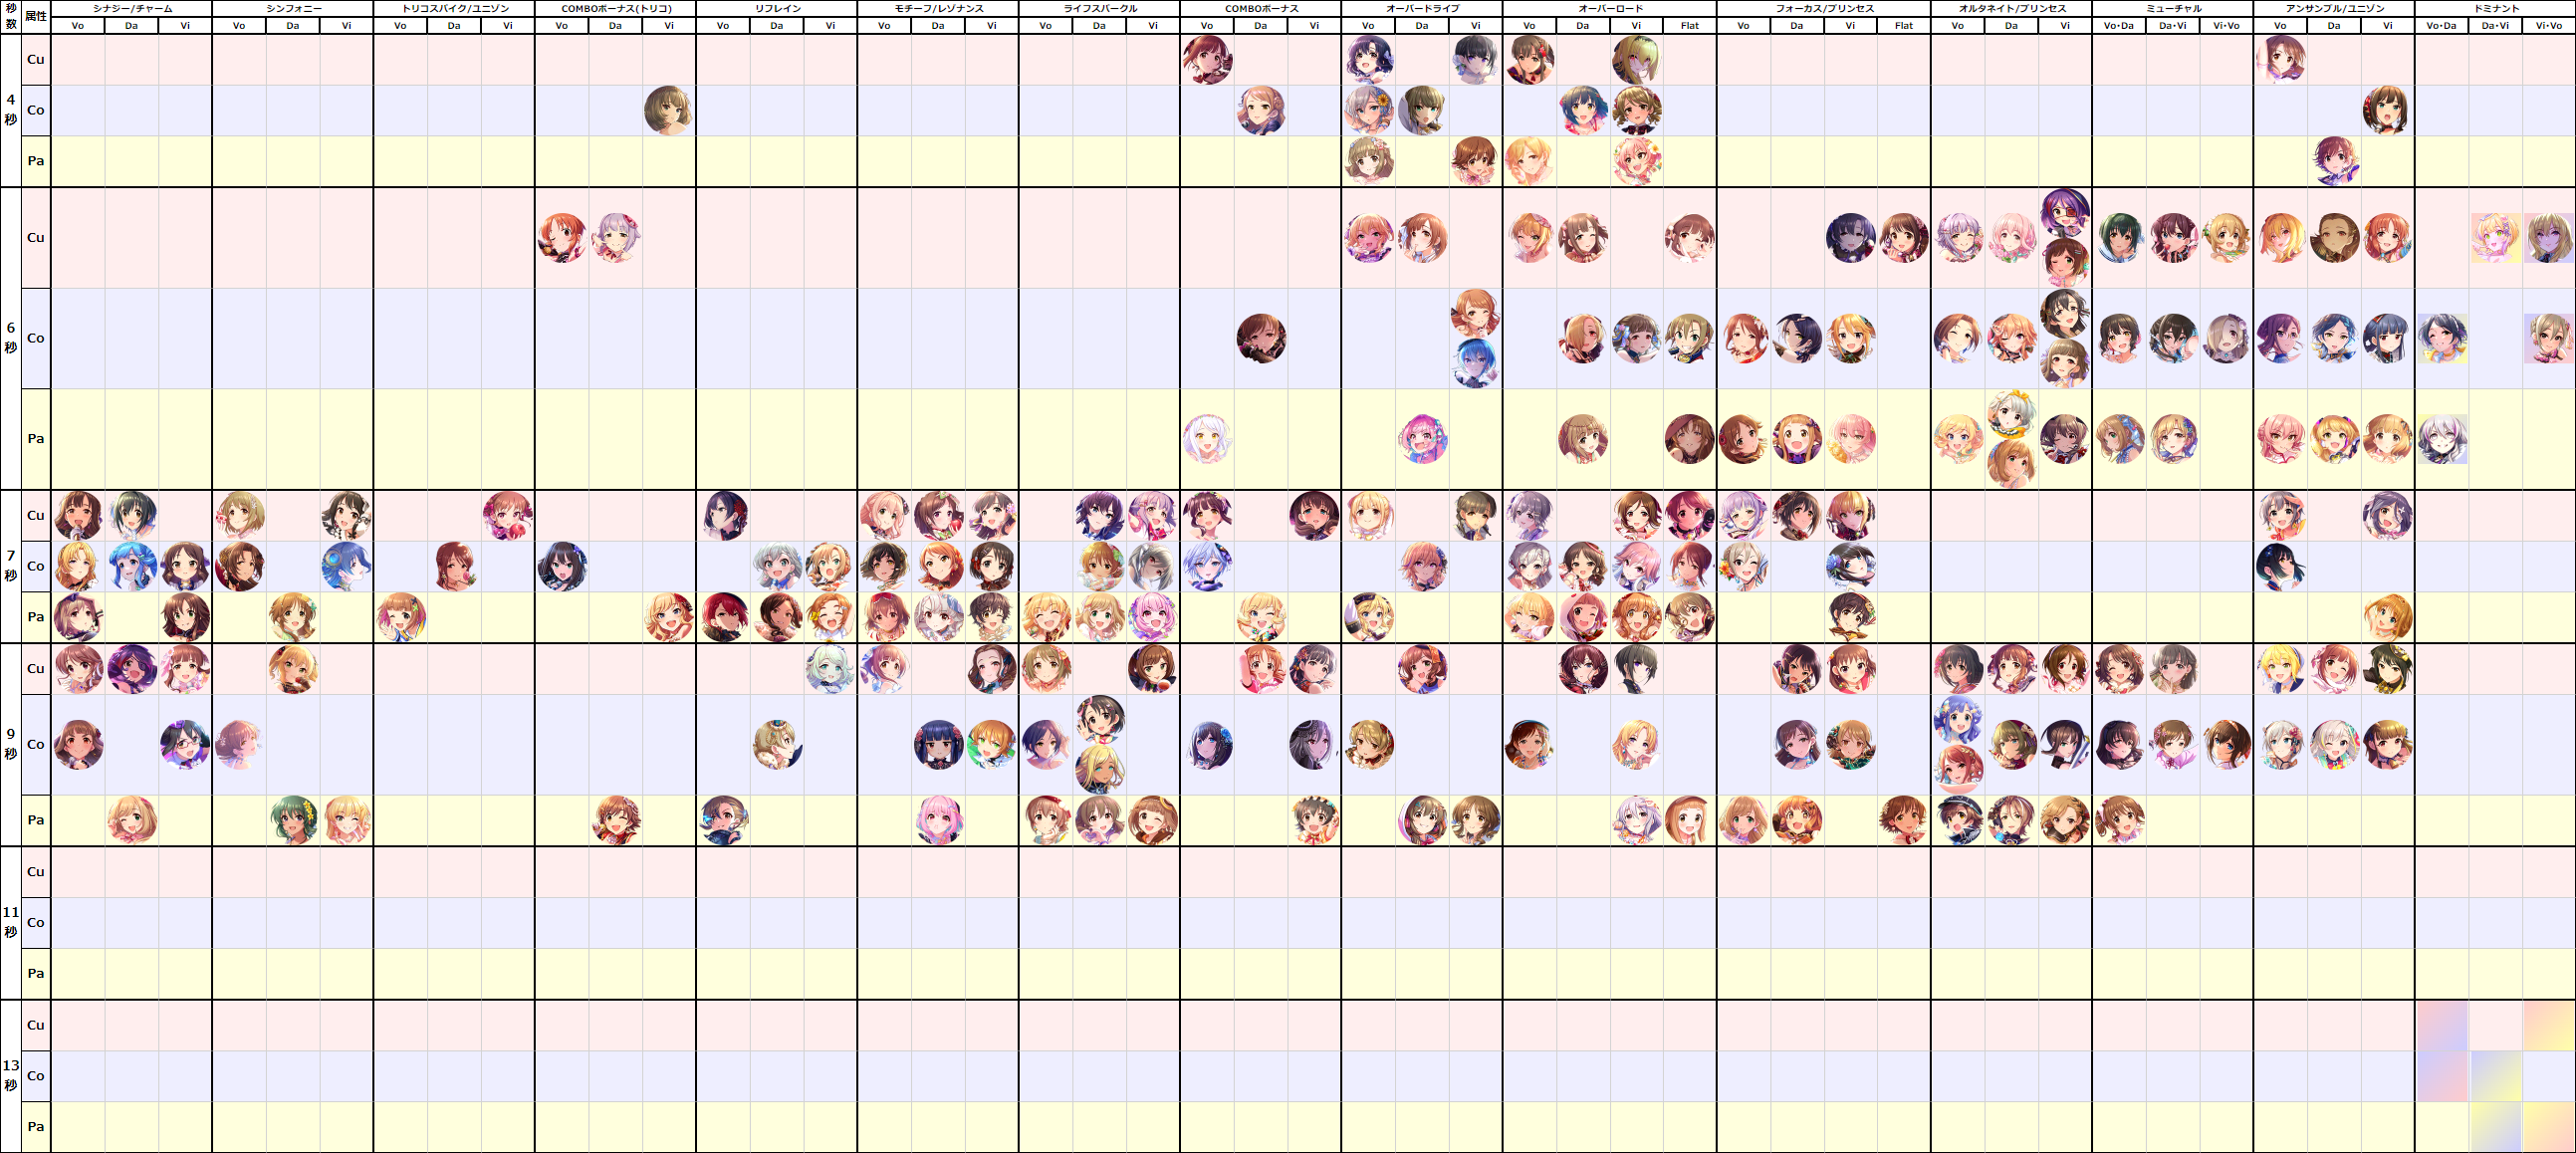 秒数 属性 シナジー/チャーム シンフォニー トリコスパイク/ユニゾン COMBOボーナス(トリコ) リフレイン モチーフ/レゾナンス ライフスパークル COMBOボーナス オーバードライブ オーバーロード フォーカス/プリンセス オルタネイト/プリンセス ミューチャル アンサンブル/ユニゾン ドミナント
Vo Da Vi Vo Da Vi Vo Da Vi Vo Da Vi Vo Da Vi Vo Da Vi Vo Da Vi Vo Da Vi Vo Da Vi Vo Da Vi Flat Vo Da Vi Flat Vo Da Vi Vo・Da Da・Vi Vi・Vo Vo Da Vi Vo・Da Da・Vi Vi・Vo
4秒
Cu
Co
Pa
6秒
Cu
Co
Pa
7秒
Cu
Co
Pa
9秒
Cu
Co
Pa
11秒
Cu
Co
Pa
13秒
Cu
Co
Pa